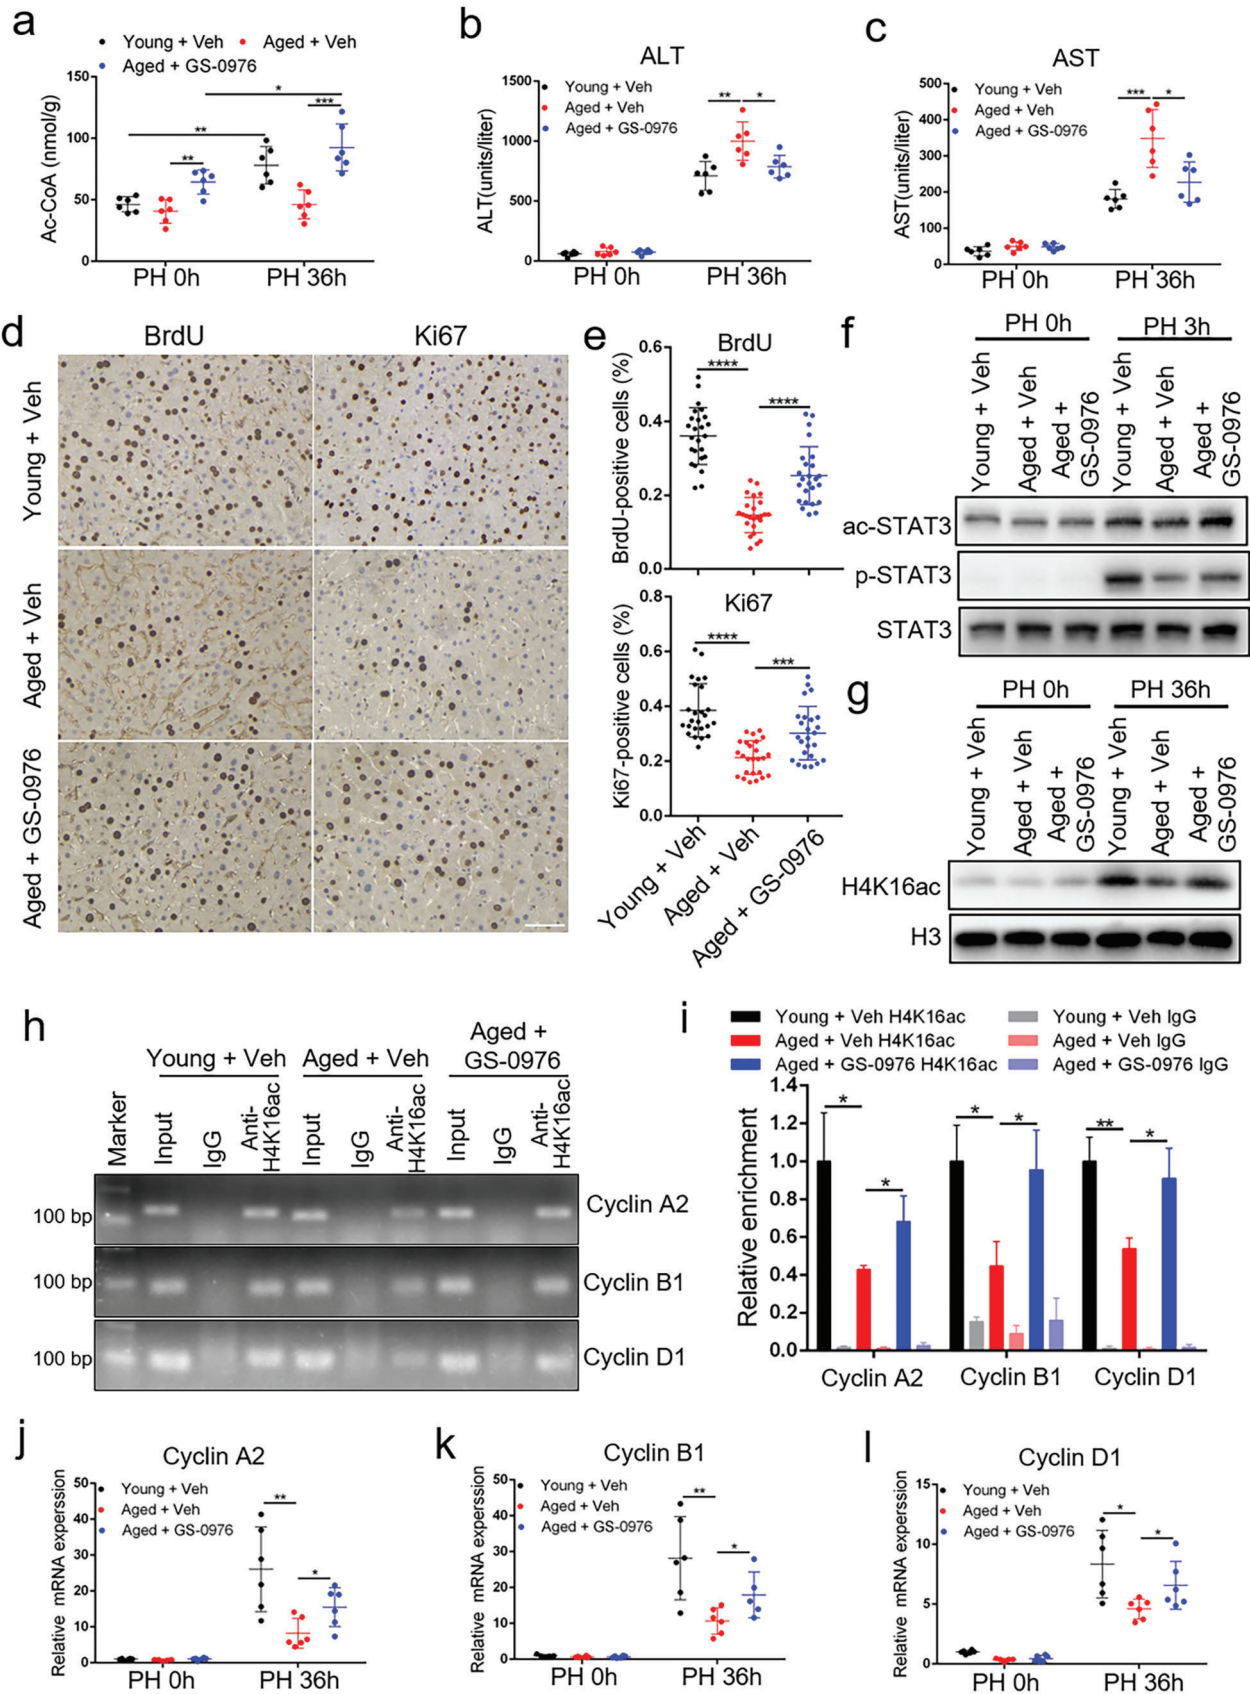 a
Young + Veh
Aged + Veh
Aged + GS-0976
Ac-CoA (nmol/g)
150
100
50
0
**
**
*
***
PH 0h
PH 36h
b
ALT
Young + Veh
Aged + Veh
Aged + GS-0976
ALT(units/liter)
1500
1000
500
0
**
*
PH 0h
PH 36h
c
AST
Young + Veh
Aged + Veh
Aged + GS-0976
AST(units/liter)
500
400
300
200
100
0
***
*
PH 0h
PH 36h
d
BrdU
Ki67
Young + Veh
Aged + Veh
Aged + GS-0976
e
BrdU
BrdU-positive cells (%)
0.6
0.4
0.2
0.0
****
****
Ki67
Ki67-positive cells (%)
0.8
0.6
0.4
0.2
0.0
****
***
Young + Veh
Aged + Veh
Aged + GS-0976
f
PH 0h
PH 3h
Young + Veh
Aged + Veh
Aged +
GS-0976
Young + Veh
Aged + Veh
Aged +
GS-0976
ac-STAT3
p-STAT3
STAT3
g
PH 0h
PH 36h
Young + Veh
Aged + Veh
Aged +
GS-0976
Young + Veh
Aged + Veh
Aged +
GS-0976
H4K16ac
H3
h
Young + Veh
Aged + Veh
Aged +
GS-0976
Marker
Input
IgG
Anti-
H4K16ac
Input
IgG
Anti-
H4K16ac
Input
IgG
Anti-
H4K16ac
100 bp
Cyclin A2
100 bp
Cyclin B1
100 bp
Cyclin D1
i
Young + Veh H4K16ac
Young + Veh IgG
Aged + Veh H4K16ac
Aged + Veh IgG
Aged + GS-0976 H4K16ac
Aged + GS-0976 IgG
Relative enrichment
1.4
1.2
1.0
0.8
0.6
0.4
0.2
0.0
*
*
*
*
**
*
Cyclin A2
Cyclin B1
Cyclin D1
j
Cyclin A2
Young + Veh
Aged + Veh
Aged + GS-0976
Relative mRNA experssion
50
40
30
20
10
0
**
*
PH 0h
PH 36h
k
Cyclin B1
Young + Veh
Aged + Veh
Aged + GS-0976
Relative mRNA experssion
50
40
30
20
10
0
**
*
PH 0h
PH 36h
l
Cyclin D1
Young + Veh
Aged + Veh
Aged + GS-0976
Relative mRNA experssion
15
10
5
0
*
*
PH 0h
PH 36h